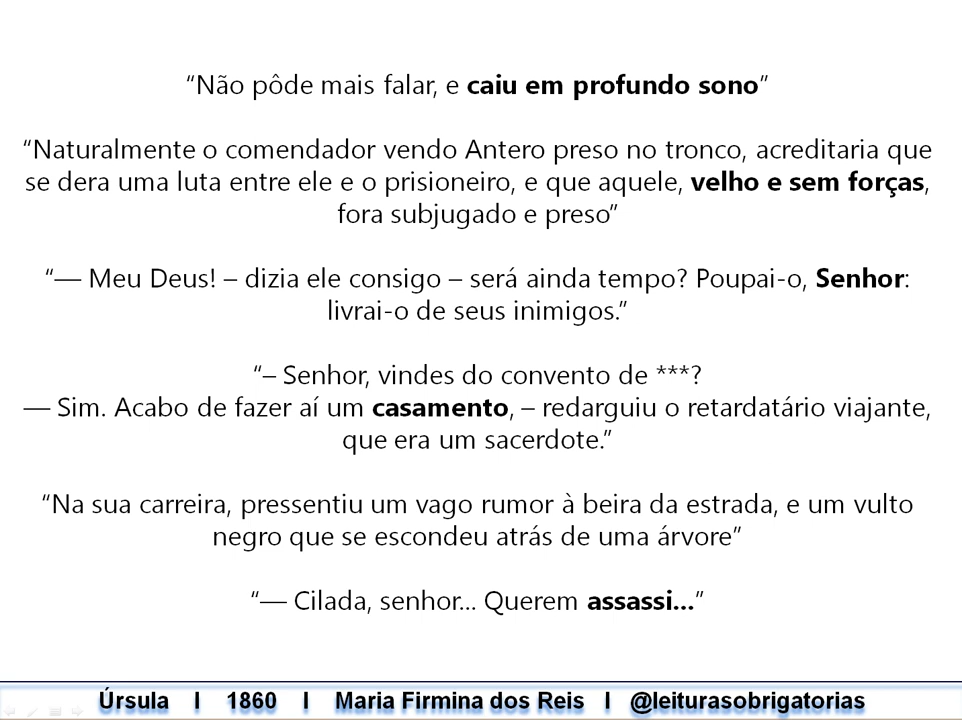 “Não pôde mais falar, e caiu em profundo sono”
“Naturalmente o comendador vendo Antero preso no tronco, acreditaria que
se dera uma luta entre ele e o prisioneiro, e que aquele, velho e sem forças,
fora subjugado e preso”
“— Meu Deus! – dizia ele consigo – será ainda tempo? Poupai-o, Senhor:
livrai-o de seus inimigos.”
“– Senhor, vindes do convento de ***?
— Sim. Acabo de fazer aí um casamento, – redarguiu o retardatário viajante,
que era um sacerdote.”
“Na sua carreira, pressentiu um vago rumor à beira da estrada, e um vulto
negro que se escondeu atrás de uma árvore”
“— Cilada, senhor... Querem assassi...”
Úrsula I 1860 I Maria Firmina dos Reis I @leiturasobrigatorias